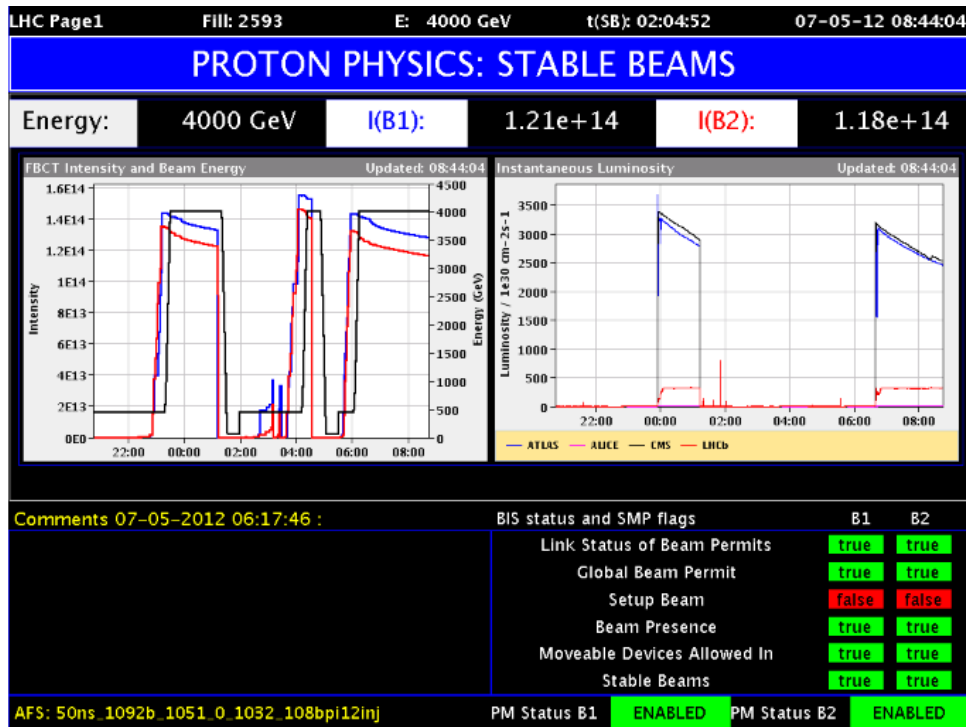 LHC Page1 Fill: 2593 E: 4000 GeV t(SB): 02:04:52 07-05-12 08:44:04
PROTON PHYSICS: STABLE BEAMS
Energy: 4000 GeV I(B1): 1.21e+14 I(B2): 1.18e+14
FBCT Intensity and Beam Energy Updated: 08:44:04
1.6E14
1.4E14
1.2E14
1E14
8E13
6E13
4E13
2E13
0E0
Intensity
4500
4000
3500
3000
2500
2000
1500
1000
500
0
Energy (GeV)
22:00 00:00 02:00 04:00 06:00 08:00
Instantaneous Luminosity Updated: 08:44:04
3500
3000
2500
2000
1500
1000
500
0
Luminosity / 1e30 cm-2s-1
22:00 00:00 02:00 04:00 06:00 08:00
ATLAS ALICE CMS LHCb
Comments 07-05-2012 06:17:46 :
BIS status and SMP flags B1 B2
Link Status of Beam Permits true true
Global Beam Permit true true
Setup Beam false false
Beam Presence true true
Moveable Devices Allowed In true true
Stable Beams true true
AFS: 50ns_1092b_1051_0_1032_108bpi12inj PM Status B1 ENABLED PM Status B2 ENABLED